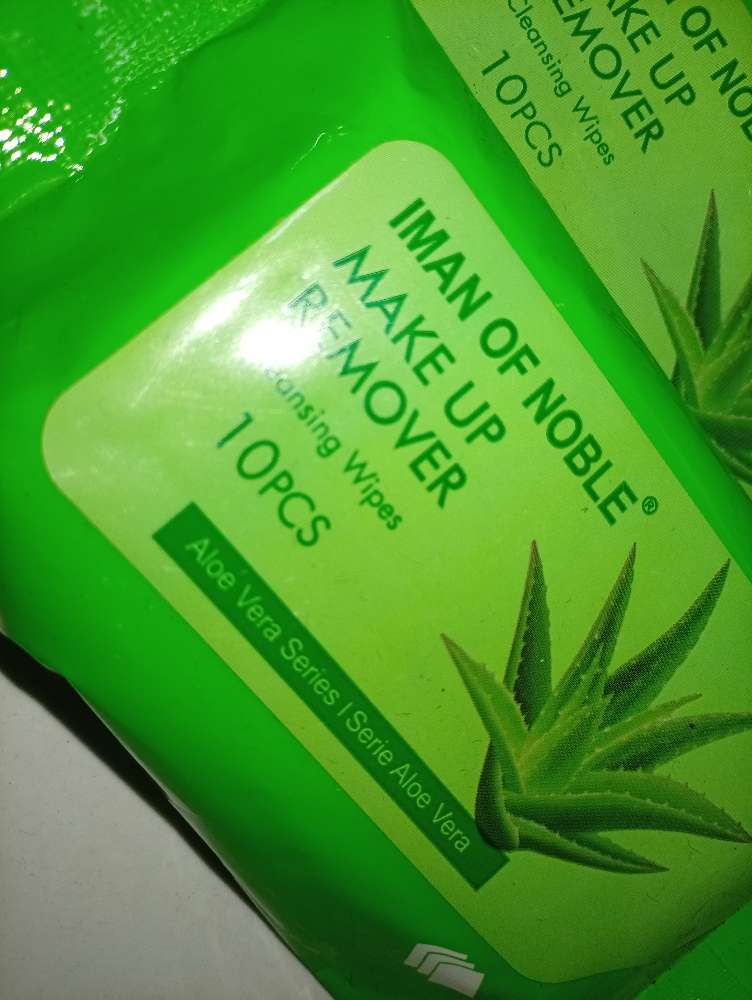 IMAN OF NOBLE®
MAKE UP
REMOVER
Cleansing Wipes
10PCS
Aloe Vera Series | Serie Aloe Vera
OF NO
KE UP
EMOVER
Cleansing Wipes
10PCS